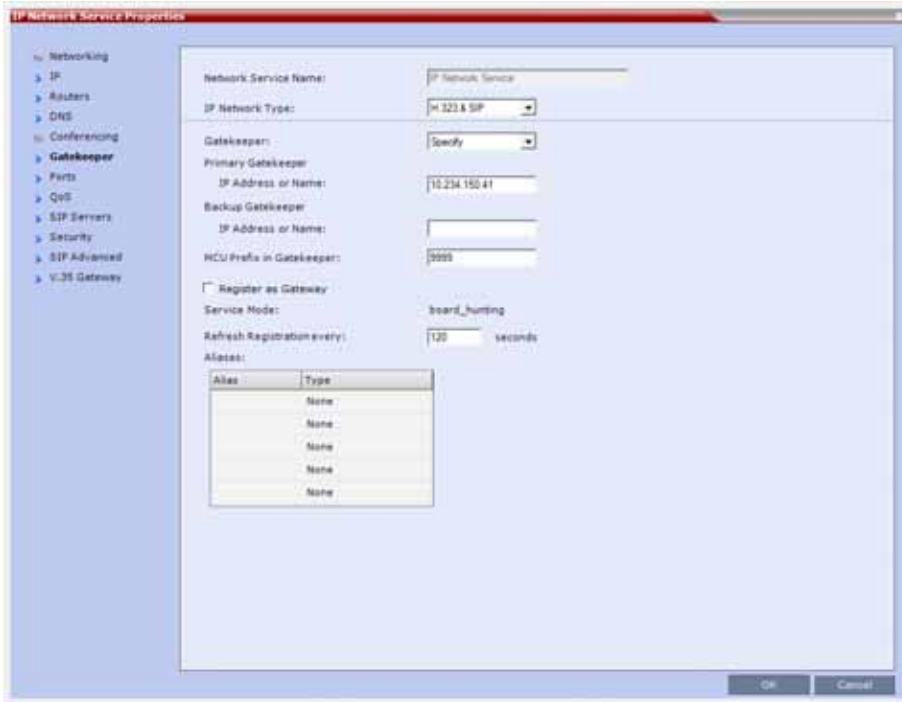 IP Network Service Properties
Networking
IP
Routers
DNS
Conferencing
Gatekeeper
Ports
QoS
SIP Servers
Security
SIP Advanced
V.35 Gateway
Network Service Name: IP Network Service
IP Network Type: H.323 & SIP
Gatekeeper: Specify
Primary Gatekeeper
IP Address or Name: 10.234.150.41
Backup Gatekeeper
IP Address or Name:
MCU Prefix in Gatekeeper: 9999
Register as Gateway
Service Mode: board_hunting
Refresh Registration every: 120 seconds
Aliases:
Alias Type
None
None
None
None
None
OK Cancel